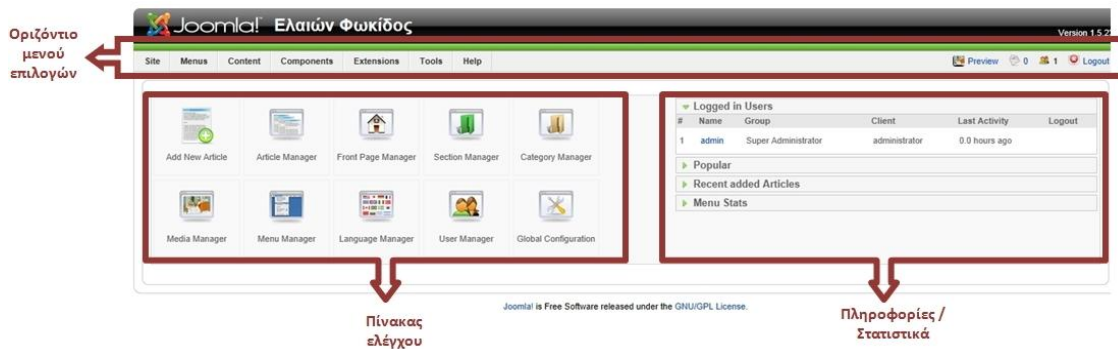 Joomla! Ελαιών Φωκίδος
Version 1.5.2
Οριζόντιο
μενού
επιλογών
Site Menus Content Components Extensions Tools Help
Preview 0 1 Logout
Add New Article
Article Manager
Front Page Manager
Section Manager
Category Manager
Media Manager
Menu Manager
Language Manager
User Manager
Global Configuration
Logged in Users
# Name Group Client Last Activity Logout
1 admin Super Administrator administrator 0.0 hours ago
Popular
Recent added Articles
Menu Stats
Joomla! is Free Software released under the GNU/GPL License.
Πίνακας
ελέγχου
Πληροφορίες /
Στατιστικά